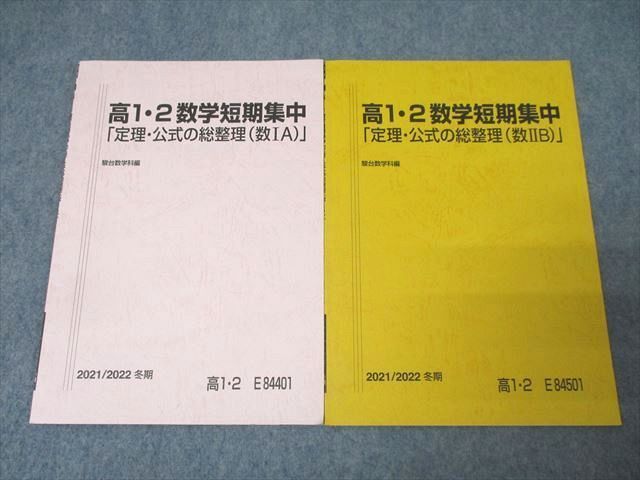 高1・2数学短期集中
「定理・公式の総整理(数ⅠA)」
駿台数学科編
2021/2022 冬期
高1・2 E84401
高1・2数学短期集中
「定理・公式の総整理(数ⅡB)」
駿台数学科編
2021/2022 冬期
高1・2 E84501